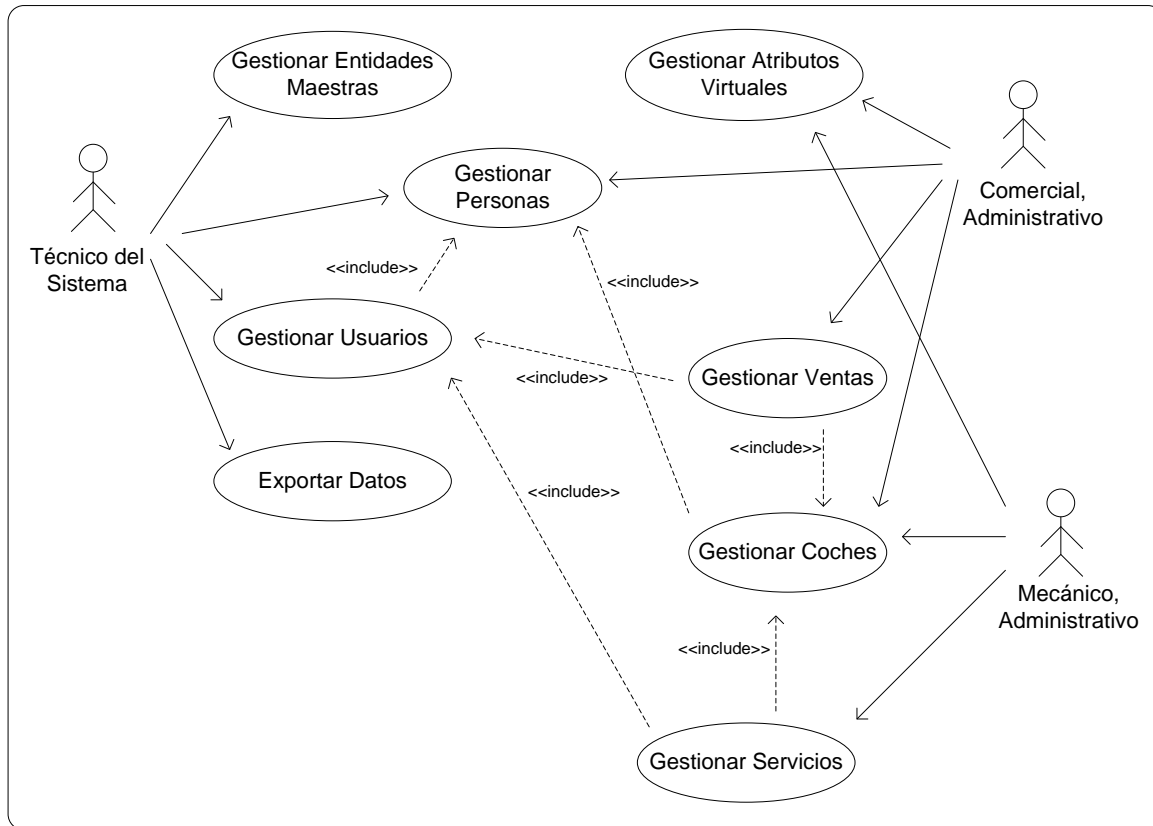 Gestionar Entidades
Maestras
Gestionar Atributos
Virtuales
Gestionar
Personas
Comercial,
Administrativo
Técnico del
Sistema
<<include>>
<<include>>
Gestionar Usuarios
Gestionar Ventas
<<include>>
<<include>>
Exportar Datos
<<include>>
Gestionar Coches
Mecánico,
Administrativo
<<include>>
Gestionar Servicios